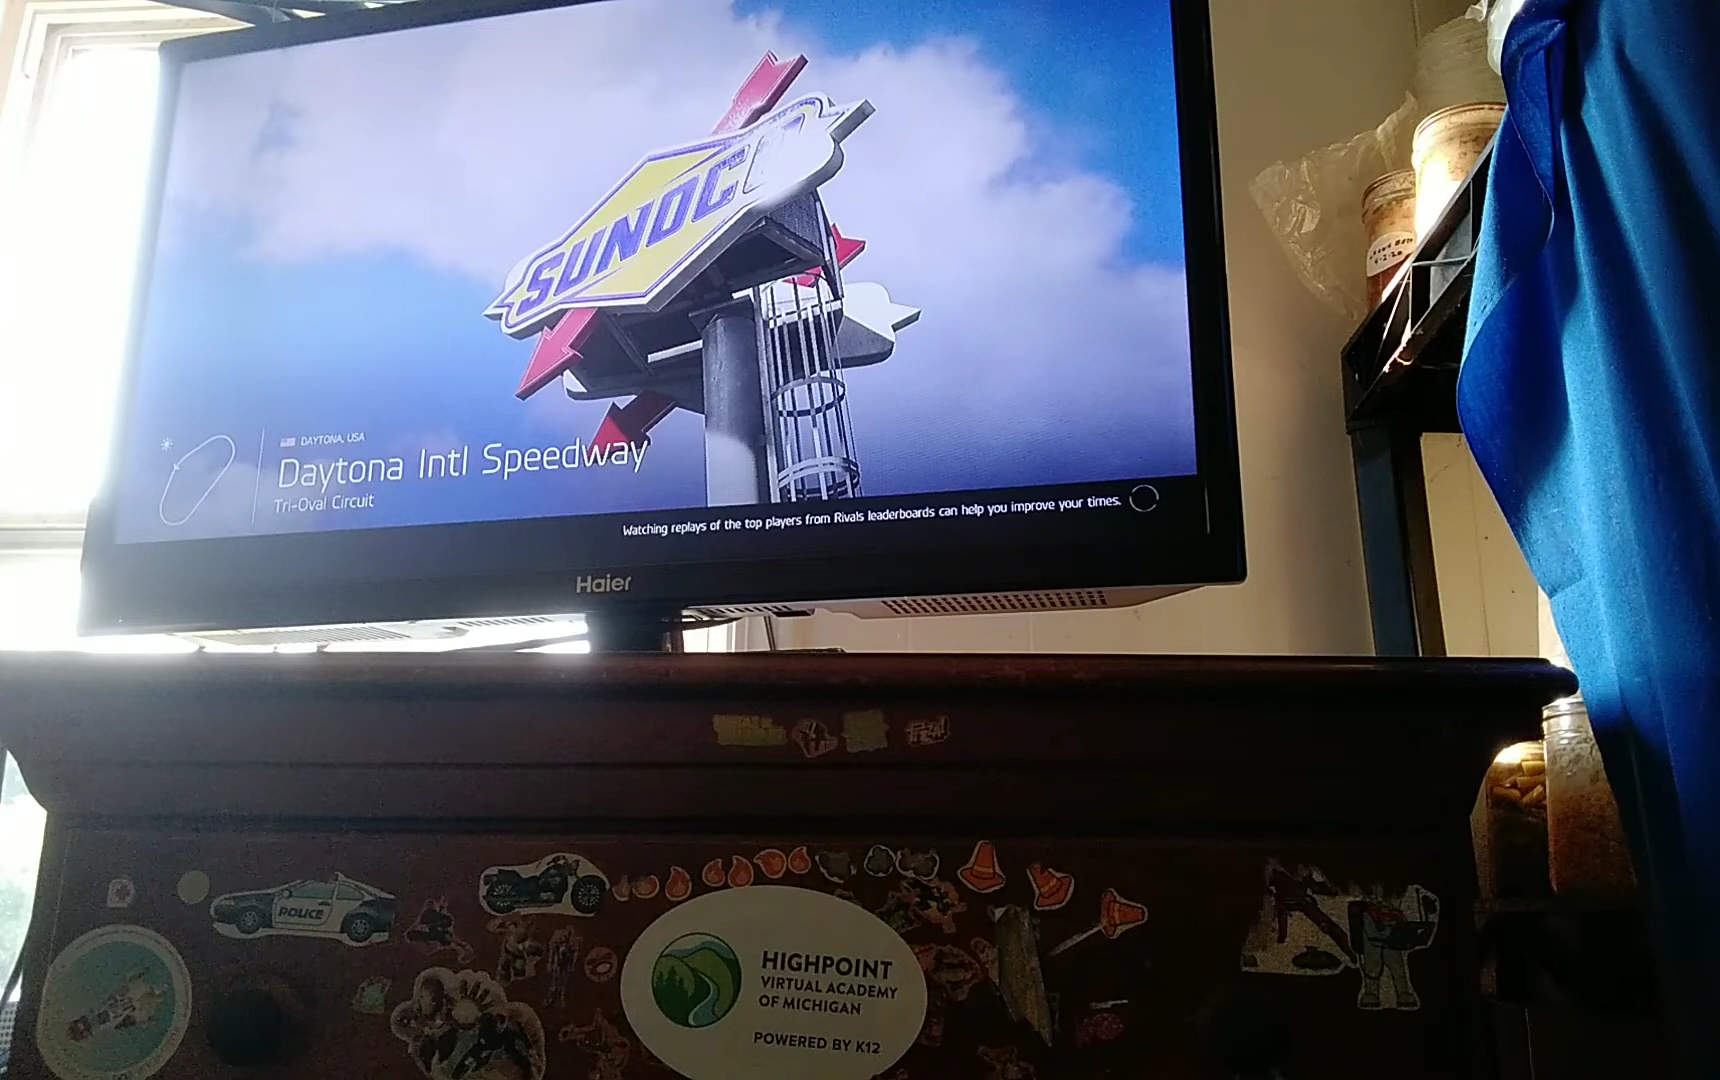 SUNOCO
DAYTONA, USA
Daytona Intl Speedway
Tri-Oval Circuit
Watching replays of the top players from Rivals leaderboards can help you improve your times.
Haier
POLICE
HIGHPOINT
VIRTUAL ACADEMY
OF MICHIGAN
POWERED BY K12